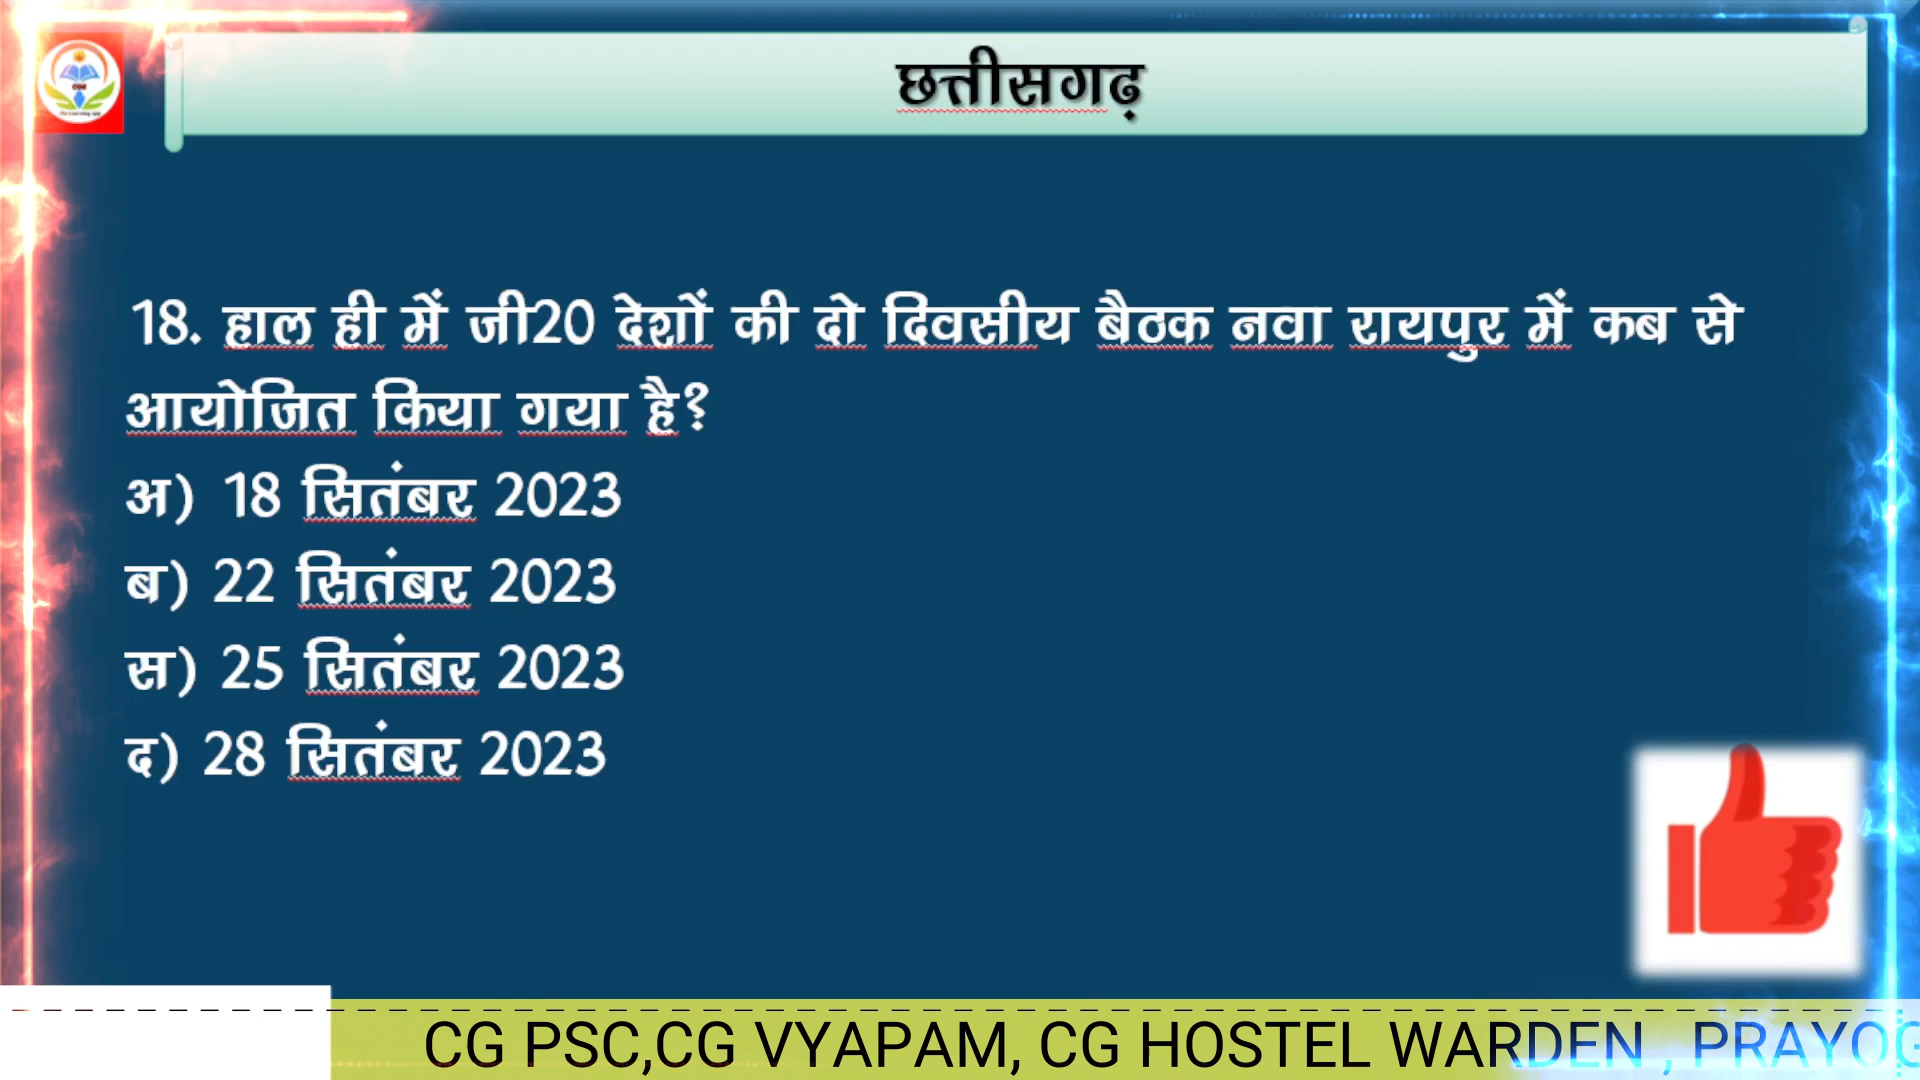 छत्तीसगढ़
18. हाल ही में जी20 देशों की दो दिवसीय बैठक नवा रायपुर में कब से
आयोजित किया गया है?
अ) 18 सितंबर 2023
ब) 22 सितंबर 2023
स) 25 सितंबर 2023
द) 28 सितंबर 2023
CG PSC,CG VYAPAM, CG HOSTEL WARDEN , PRAYOG